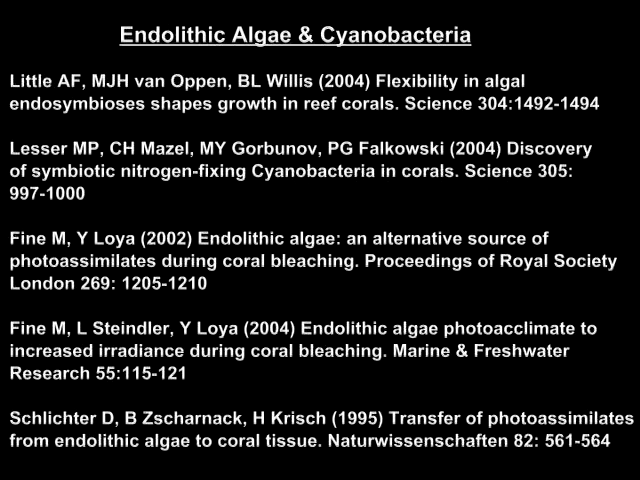 Endolithic Algae & Cyanobacteria
Little AF, MJH van Oppen, BL Willis (2004) Flexibility in algal
endosymbioses shapes growth in reef corals. Science 304:1492-1494
Lesser MP, CH Mazel, MY Gorbunov, PG Falkowski (2004) Discovery
of symbiotic nitrogen-fixing Cyanobacteria in corals. Science 305:
997-1000
Fine M, Y Loya (2002) Endolithic algae: an alternative source of
photoassimilates during coral bleaching. Proceedings of Royal Society
London 269: 1205-1210
Fine M, L Steindler, Y Loya (2004) Endolithic algae photoacclimate to
increased irradiance during coral bleaching. Marine & Freshwater
Research 55:115-121
Schlichter D, B Zscharnack, H Krisch (1995) Transfer of photoassimilates
from endolithic algae to coral tissue. Naturwissenschaften 82: 561-564